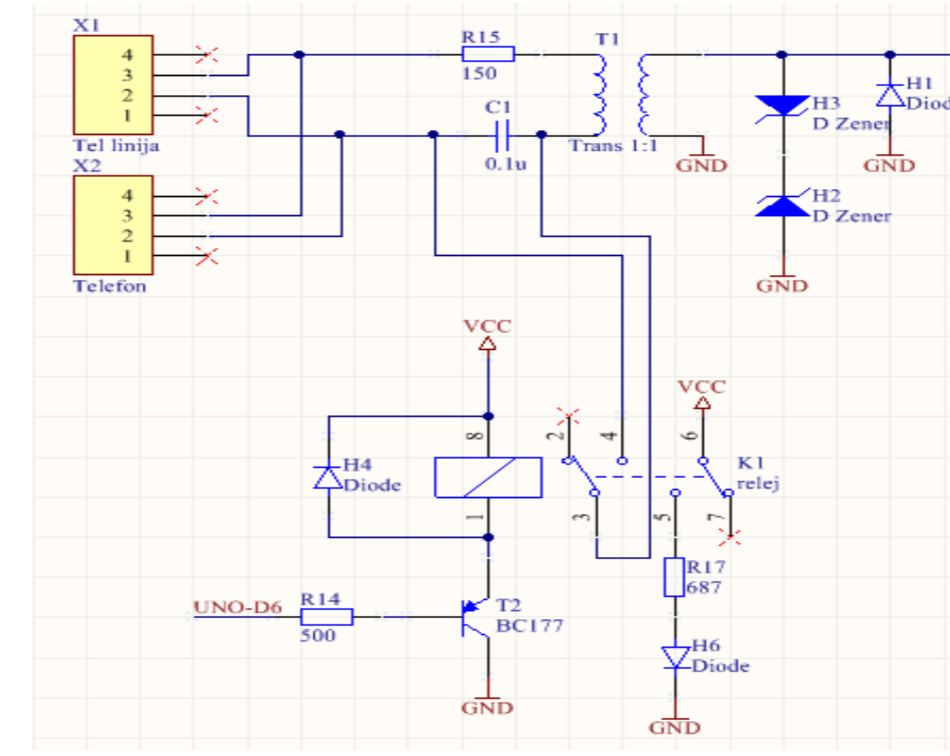 X1
4
3
2
1
Tel linija
X2
4
3
2
1
Telefon
R15
150
C1
0.1u
T1
Trans 1:1
GND
H3
D Zener
H2
D Zener
GND
H1
Diod
GND
VCC
8
1
H4
Diode
UNO-D6
R14
500
T2
BC177
GND
2
4
3
5
6
7
VCC
K1
relej
R17
687
H6
Diode
GND